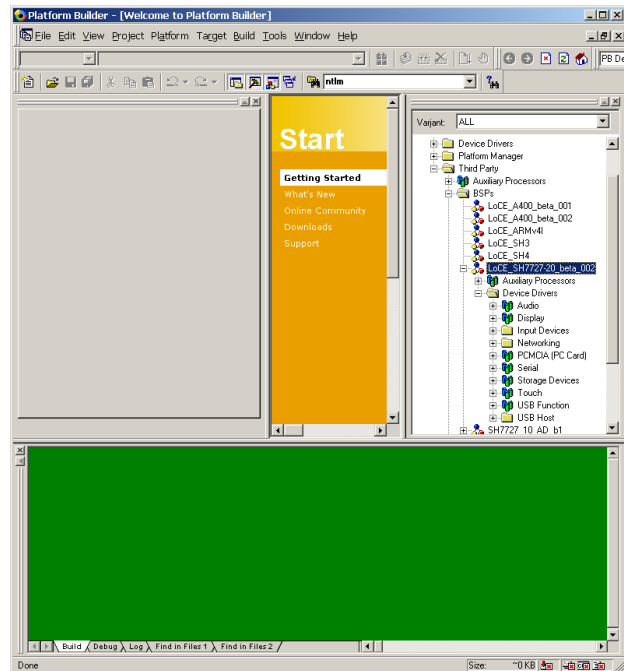 Platform Builder - [Welcome to Platform Builder]
File Edit View Project Platform Target Build Tools Window Help
PB De
ntlm
Start
Getting Started
What's New
Online Community
Downloads
Support
Variant: ALL
Device Drivers
Platform Manager
Third Party
Auxiliary Processors
BSPs
LoCE_A400_beta_001
LoCE_A400_beta_002
LoCE_ARMv4I
LoCE_SH3
LoCE_SH4
LoCE_SH7727-20_beta_002
Auxiliary Processors
Device Drivers
Audio
Display
Input Devices
Networking
PCMCIA (PC Card)
Serial
Storage Devices
Touch
USB Function
USB Host
SH7727_10_AD_b1
Build Debug Log Find in Files 1 Find in Files 2
Done Size: ~0 KB